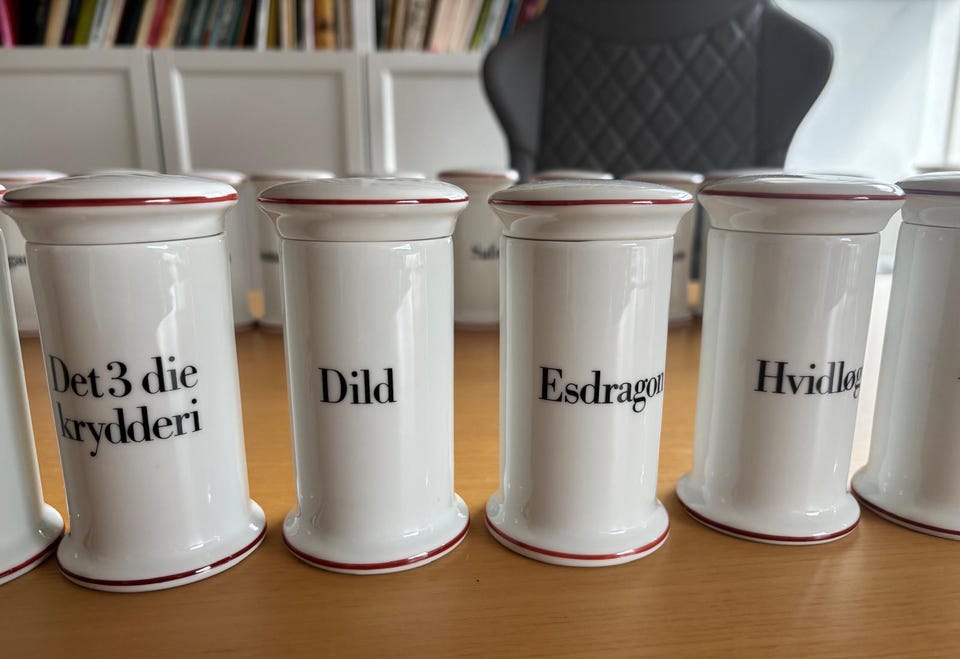 Det 3 die
krydderi
Dild
Esdragon
Hvidløg